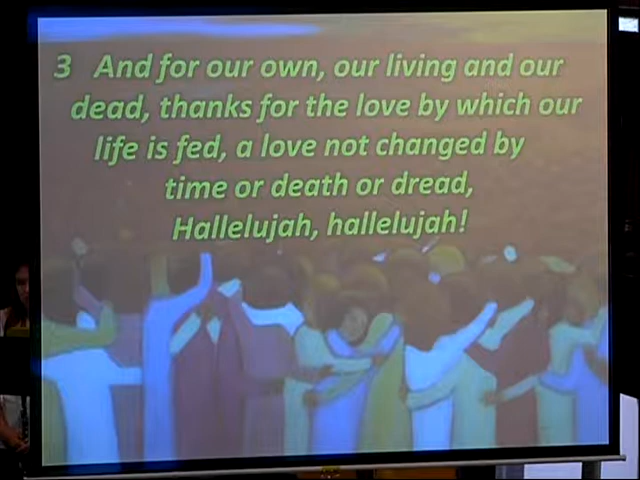 3 And for our own, our living and our
dead, thanks for the love by which our
life is fed, a love not changed by
time or death or dread,
Hallelujah, hallelujah!